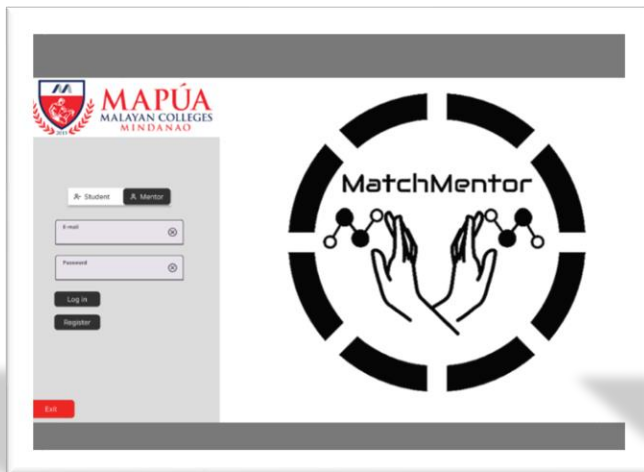 MAPÚA
MALAYAN COLLEGES
MINDANAO
Student
Mentor
E-mail
Password
Log in
Register
Exit
MatchMentor